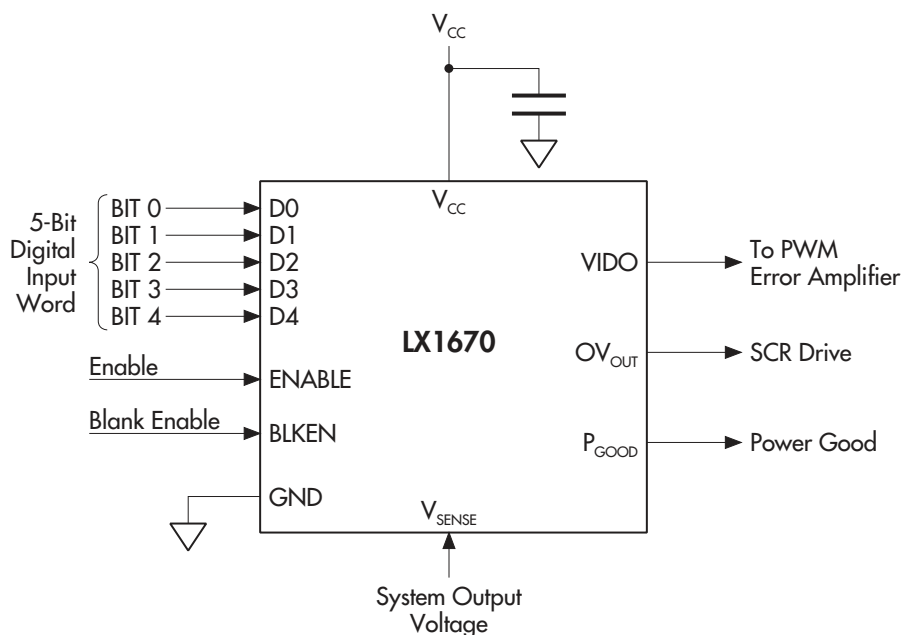 VCC
VCC
5-Bit
Digital
Input
Word
BIT 0
BIT 1
BIT 2
BIT 3
BIT 4
D0
D1
D2
D3
D4
Enable
ENABLE
Blank Enable
BLKEN
GND
LX1670
VIDO
To PWM
Error Amplifier
OVOUT
SCR Drive
PGOOD
Power Good
VSENSE
System Output
Voltage